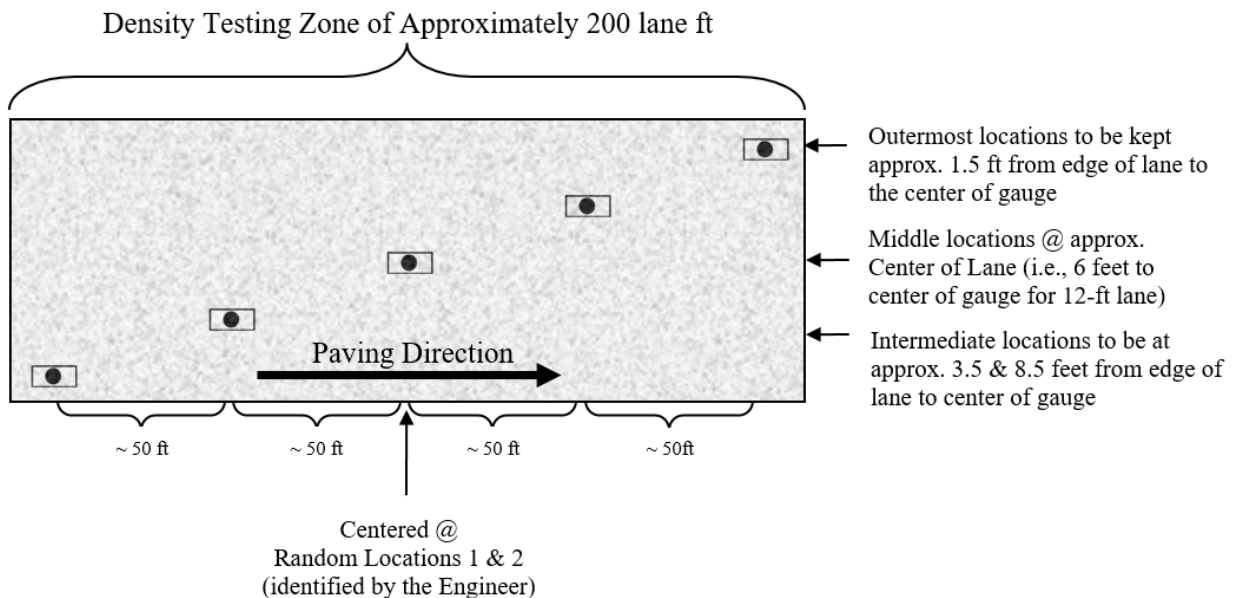 Density Testing Zone of Approximately 200 lane ft
Outermost locations to be kept
approx. 1.5 ft from edge of lane to
the center of gauge
Middle locations @ approx.
Center of Lane (i.e., 6 feet to
center of gauge for 12-ft lane)
Intermediate locations to be at
approx. 3.5 & 8.5 feet from edge of
lane to center of gauge
Paving Direction
~ 50 ft
~ 50 ft
~ 50 ft
~ 50ft
Centered @
Random Locations 1 & 2
(identified by the Engineer)